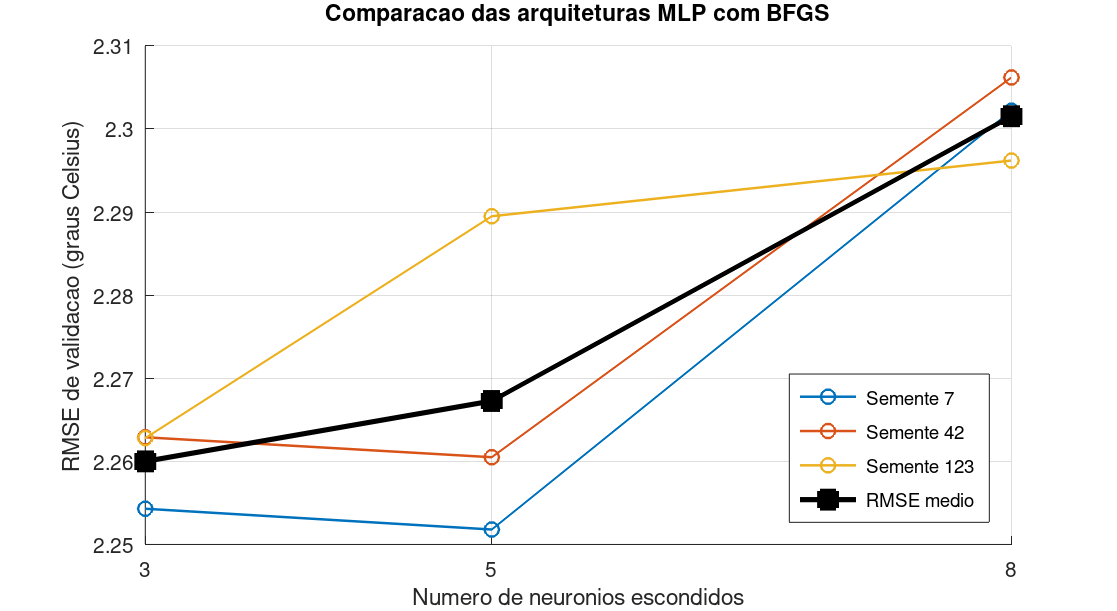 Comparacao das arquiteturas MLP com BFGS
RMSE de validacao (graus Celsius)
2.31
2.3
2.29
2.28
2.27
2.26
2.25
3
5
8
Numero de neuronios escondidos
Semente 7
Semente 42
Semente 123
RMSE medio